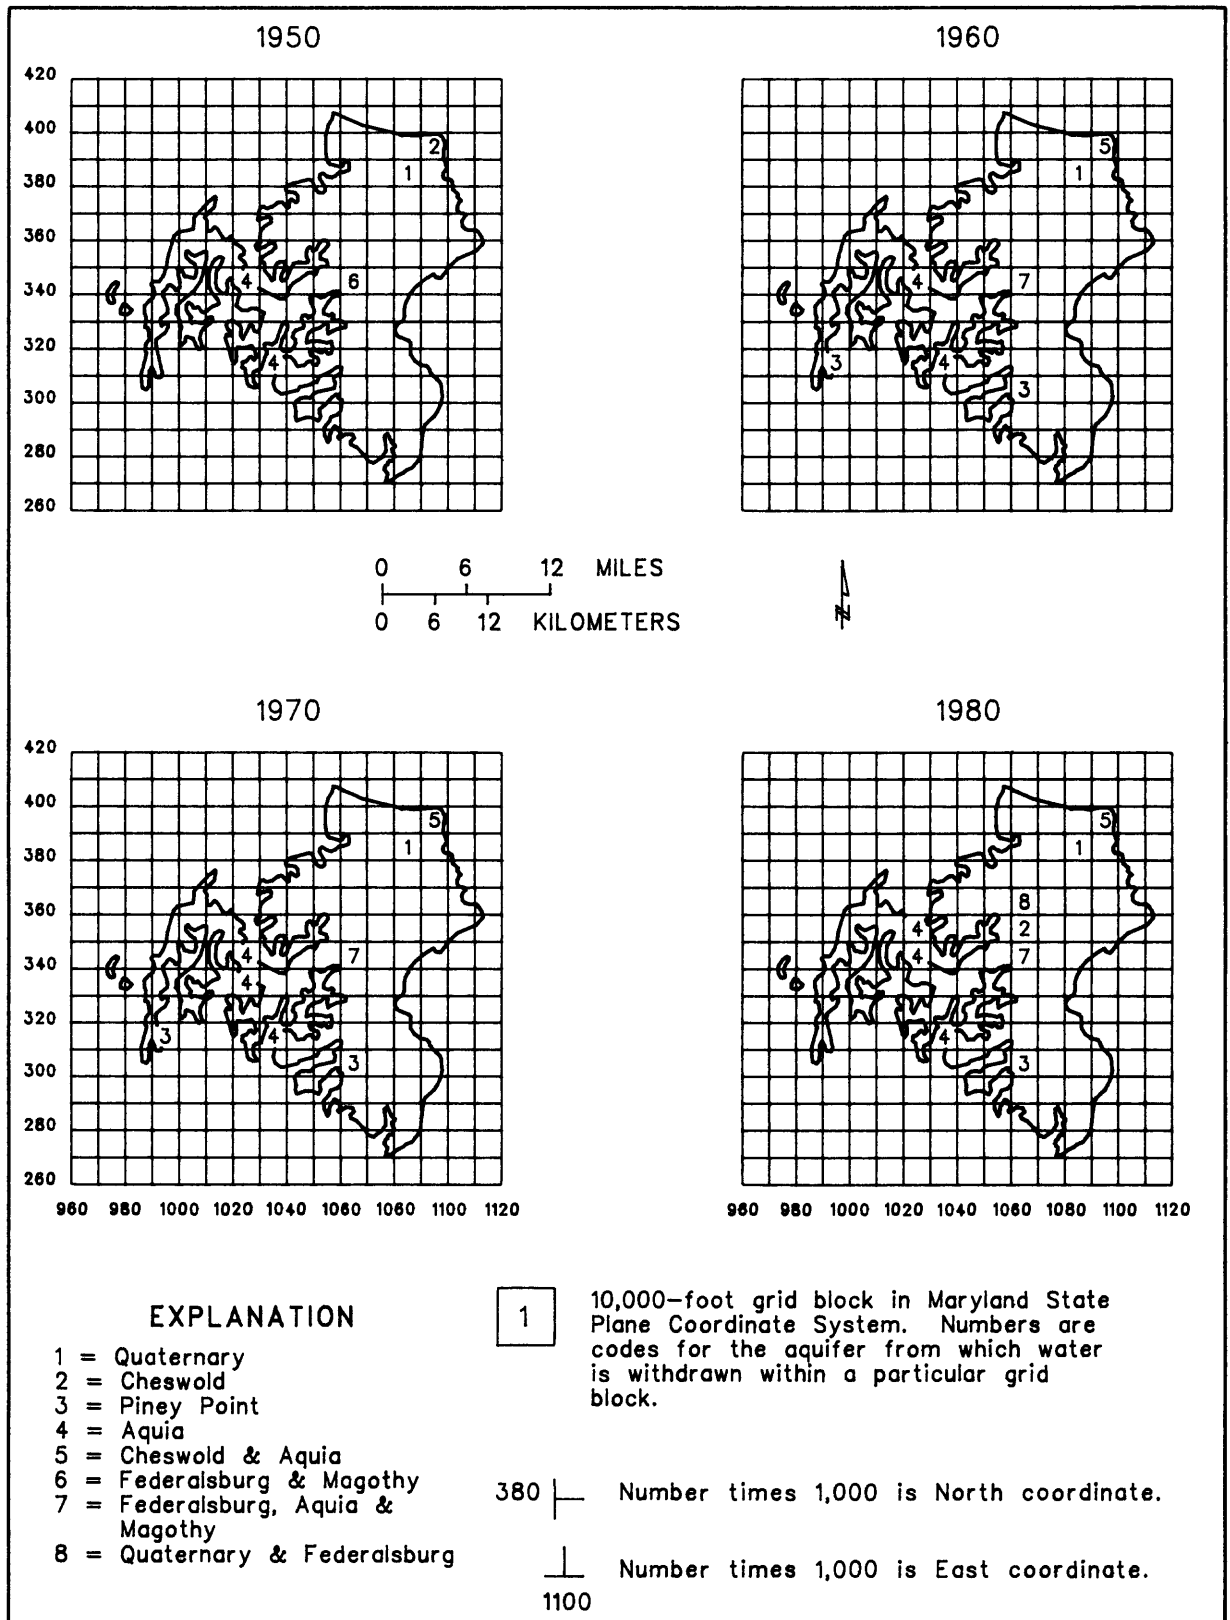 1950
1960
420
400
380
360
340
320
300
280
260
2
1
6
4
4
5
1
7
4
3
4
3
0 6 12 MILES
0 6 12 KILOMETERS
N
1970
1980
420
400
380
360
340
320
300
280
260
5
1
7
4
4
3
4
3
5
1
8
4
2
4
7
4
3
960 980 1000 1020 1040 1060 1060 1100 1120
960 980 1000 1020 1040 1060 1080 1100 1120
EXPLANATION
1 = Quaternary
2 = Cheswold
3 = Piney Point
4 = Aquia
5 = Cheswold & Aquia
6 = Federalsburg & Magothy
7 = Federalsburg, Aquia &
Magothy
8 = Quaternary & Federalsburg
1
10,000-foot grid block in Maryland State
Plane Coordinate System. Numbers are
codes for the aquifer from which water
is withdrawn within a particular grid
block.
380 Number times 1,000 is North coordinate.
Number times 1,000 is East coordinate.
1100